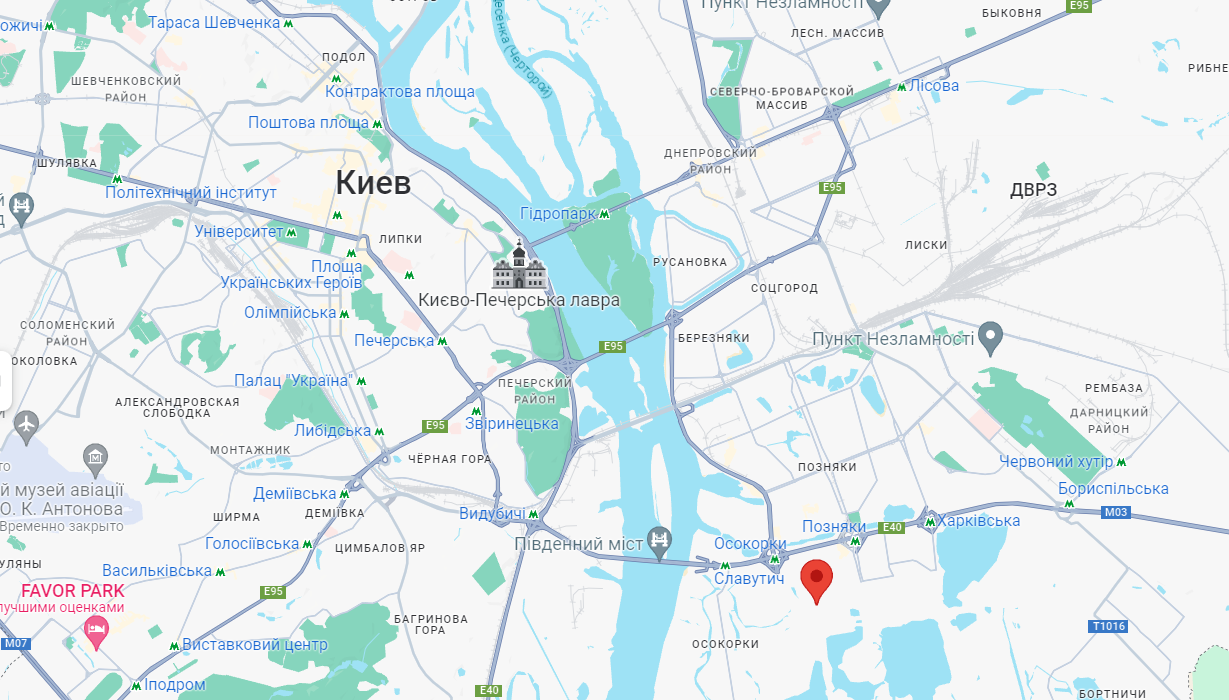 есенка (Черторой)
Пункт Незламності
E95
ожичі
Тараса Шевченка
БЫКОВНЯ
ЛЕСН. МАССИВ
ПОДОЛ
ШЕВЧЕНКОВСКИЙ
РАЙОН
Контрактова площа
СЕВЕРНО-БРОВАРСКОЙ
МАССИВ
Лісова
РИБНЕ
Поштова площа
ШУЛЯВКА
ДНЕПРОВСКИЙ
РАЙОН
Політехнічний інститут
Киев
E95
ДВРЗ
Гідропарк
Університет
ЛИПКИ
ЛИСКИ
РУСАНОВКА
Площа
Українських Героїв
СОЦГОРОД
Києво-Печерська лавра
Олімпійська
СОЛОМЕНСКИЙ
РАЙОН
Печерська
E95
БЕРЕЗНЯКИ
Пункт Незламності
ОКОЛОВКА
Палац "Україна"
ПЕЧЕРСКИЙ
РАЙОН
РЕМБАЗА
АЛЕКСАНДРОВСКАЯ
СЛОБОДКА
ДАРНИЦКИЙ
РАЙОН
Либідська
E95
Звіринецька
МОНТАЖНИК
ЧЁРНАЯ ГОРА
ПОЗНЯКИ
Червоний хутір
й музей авіації
О. К. Антонова
Временно закрыто
Деміївська
Бориспільська
ШИРМА
ДЕМІЇВКА
Видубичі
M03
Позняки
E40
Харківська
Голосіївська
ЦИМБАЛОВ ЯР
Південний міст
Осокорки
УЛЯНЫ
Васильківська
Славутич
FAVOR PARK
лучшими оценками
E95
БАГРИНОВА
ГОРА
T1016
M07
Виставковий центр
ОСОКОРКИ
Іподром
E40
БОРТНИЧИ